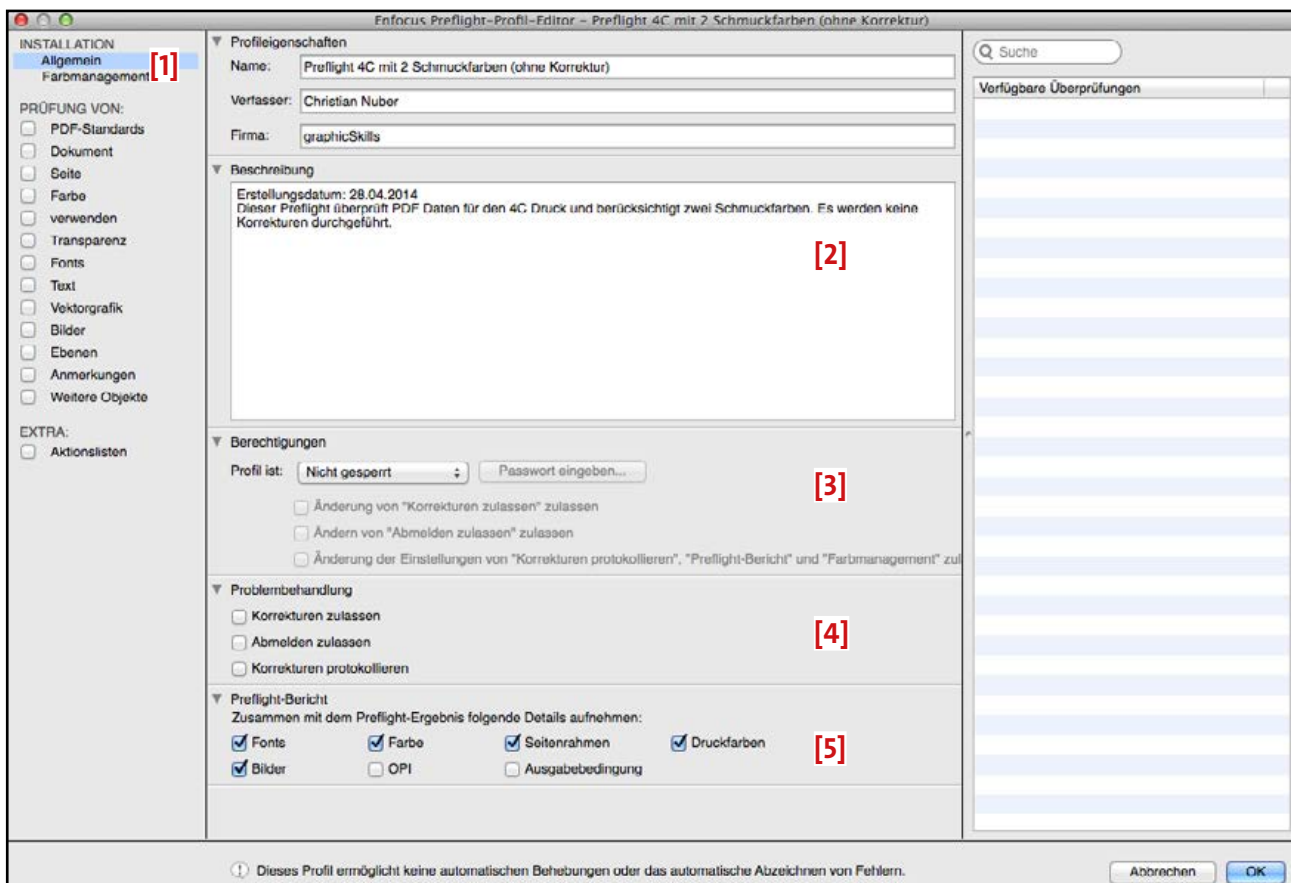 Enfocus Preflight-Profil-Editor – Preflight 4C mit 2 Schmuckfarben (ohne Korrektur)
INSTALLATION
Allgemein
[1]
Farbmanagement
PRÜFUNG VON:
PDF-Standards
Dokument
Seite
Farbe
verwenden
Transparenz
Fonts
Text
Vektorgrafik
Bilder
Ebenen
Anmerkungen
Weitere Objekte
EXTRA:
Aktionslisten
Profileigenschaften
Name: Preflight 4C mit 2 Schmuckfarben (ohne Korrektur)
Verfasser: Christian Nuber
Firma: graphicSkills
Beschreibung
Erstellungsdatum: 28.04.2014
Dieser Preflight überprüft PDF Daten für den 4C Druck und berücksichtigt zwei Schmuckfarben. Es werden keine
Korrekturen durchgeführt.
[2]
Berechtigungen
Profil ist: Nicht gesperrt Passwort eingeben...
[3]
Änderung von "Korrekturen zulassen" zulassen
Ändern von "Abmelden zulassen" zulassen
Änderung der Einstellungen von "Korrekturen protokollieren", "Preflight-Bericht" und "Farbmanagement" zul
Problembehandlung
Korrekturen zulassen
Abmelden zulassen
[4]
Korrekturen protokollieren
Preflight-Bericht
Zusammen mit dem Preflight-Ergebnis folgende Details aufnehmen:
Fonts Farbe Seitenrahmen Druckfarben
[5]
Bilder OPI Ausgabebedingung
Suche
Verfügbare Überprüfungen
Dieses Profil ermöglicht keine automatischen Behebungen oder das automatische Abzeichnen von Fehlern.
Abbrechen OK